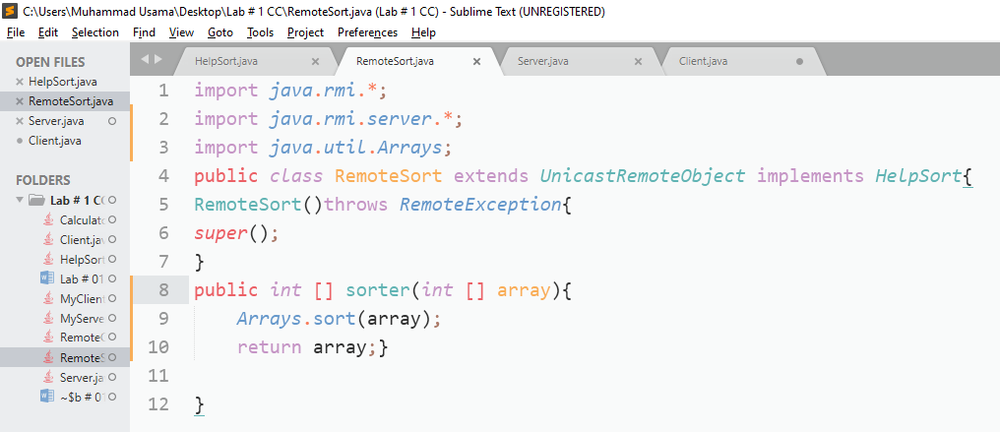 C:\Users\Muhammad Usama\Desktop\Lab # 1 CC\RemoteSort.java (Lab # 1 CC) - Sublime Text (UNREGISTERED)
File Edit Selection Find View Goto Tools Project Preferences Help
OPEN FILES
HelpSort.java
RemoteSort.java
Server.java
Client.java
FOLDERS
Lab # 1 CC
Calculat
Client.jav
HelpSort
Lab # 01
MyClient
MyServe
Remote
RemoteS
Server.ja
~$b # 0
HelpSort.java RemoteSort.java Server.java Client.java
1 import java.rmi.*;
2 import java.rmi.server.*;
3 import java.util.Arrays;
4 public class RemoteSort extends UnicastRemoteObject implements HelpSort{
5 RemoteSort()throws RemoteException{
6 super();
7 }
8 public int [] sorter(int [] array){
9 Arrays.sort(array);
10 return array;}
11
12 }